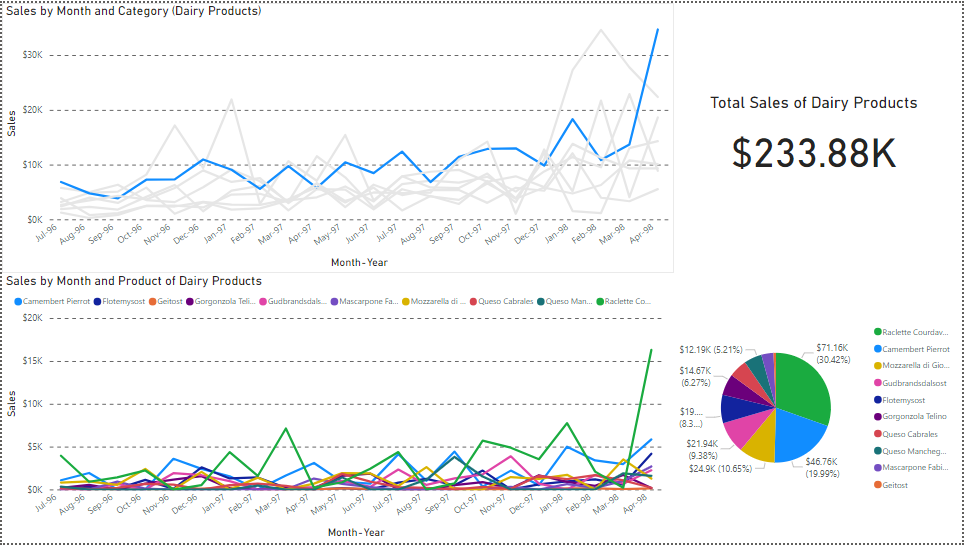 Sales by Month and Category (Dairy Products)
$30K
$20K
$10K
$0K
Sales
Jul-96 Aug-96 Sep-96 Oct-96 Nov-96 Dec-96 Jan-97 Feb-97 Mar-97 Apr-97 May-97 Jun-97 Jul-97 Aug-97 Sep-97 Oct-97 Nov-97 Dec-97 Jan-98 Feb-98 Mar-98 Apr-98
Month-Year
Total Sales of Dairy Products
$233.88K
Sales by Month and Product of Dairy Products
Camembert Pierrot Flotemysost Geitost Gorgonzola Teli... Gudbrandsdals... Mascarpone Fa... Mozzarella di ... Queso Cabrales Queso Man... Raclette Co...
$20K
$15K
$10K
$5K
$0K
Sales
Jul-96 Aug-96 Sep-96 Oct-96 Nov-96 Dec-96 Jan-97 Feb-97 Mar-97 Apr-97 May-97 Jun-97 Jul-97 Aug-97 Sep-97 Oct-97 Nov-97 Dec-97 Jan-98 Feb-98 Mar-98 Apr-98
Month-Year
$71.16K
(30.42%)
$46.76K
(19.99%)
$24.9K (10.65%)
$21.94K
(9.38%)
$19....
(8.3...)
$14.67K
(6.27%)
$12.19K (5.21%)
Raclette Courdav...
Camembert Pierrot
Mozzarella di Gio...
Gudbrandsdalsost
Flotemysost
Gorgonzola Telino
Queso Cabrales
Queso Mancheg...
Mascarpone Fabi...
Geitost